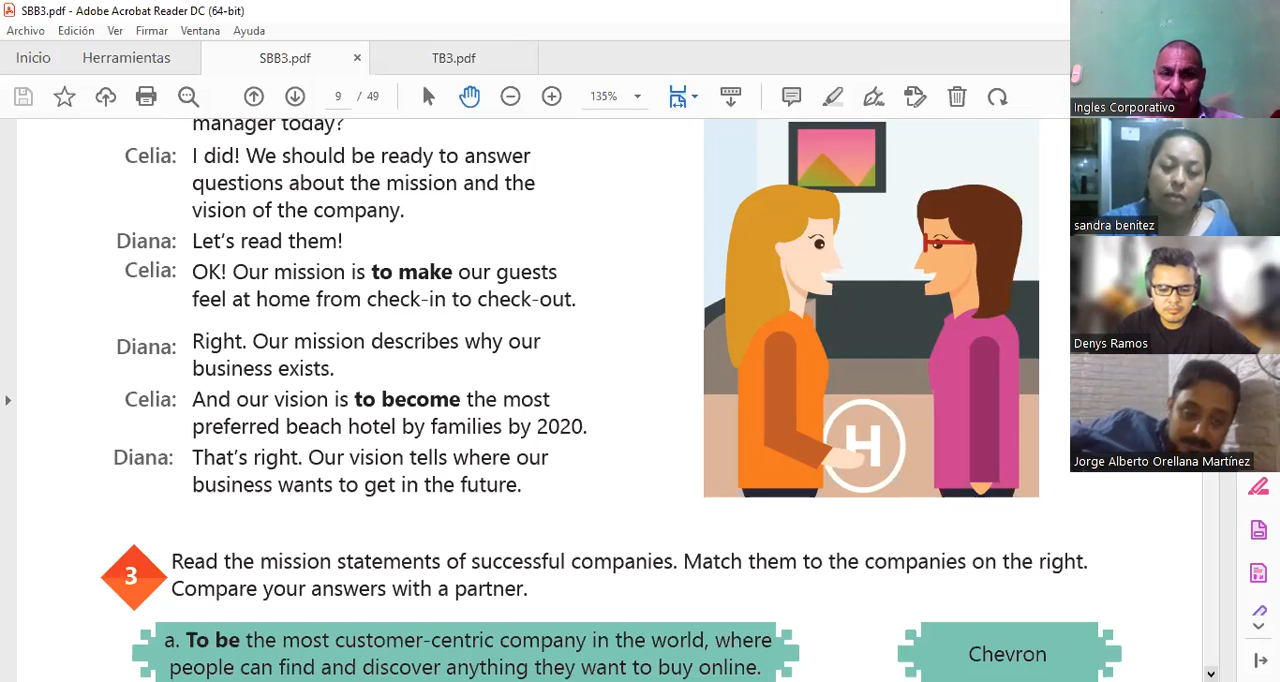 SBB3.pdf - Adobe Acrobat Reader DC (64-bit)
Archivo Edición Ver Firmar Ventana Ayuda
Inicio Herramientas SBB3.pdf × TB3.pdf
9 / 49 135%
manager today?
Celia: I did! We should be ready to answer
questions about the mission and the
vision of the company.
Diana: Let's read them!
Celia: OK! Our mission is to make our guests
feel at home from check-in to check-out.
Diana: Right. Our mission describes why our
business exists.
Celia: And our vision is to become the most
preferred beach hotel by families by 2020.
Diana: That's right. Our vision tells where our
business wants to get in the future.
H
3 Read the mission statements of successful companies. Match them to the companies on the right.
Compare your answers with a partner.
a. To be the most customer-centric company in the world, where
people can find and discover anything they want to buy online.
Chevron
Ingles Corporativo
sandra benitez
Denys Ramos
Jorge Alberto Orellana Martínez